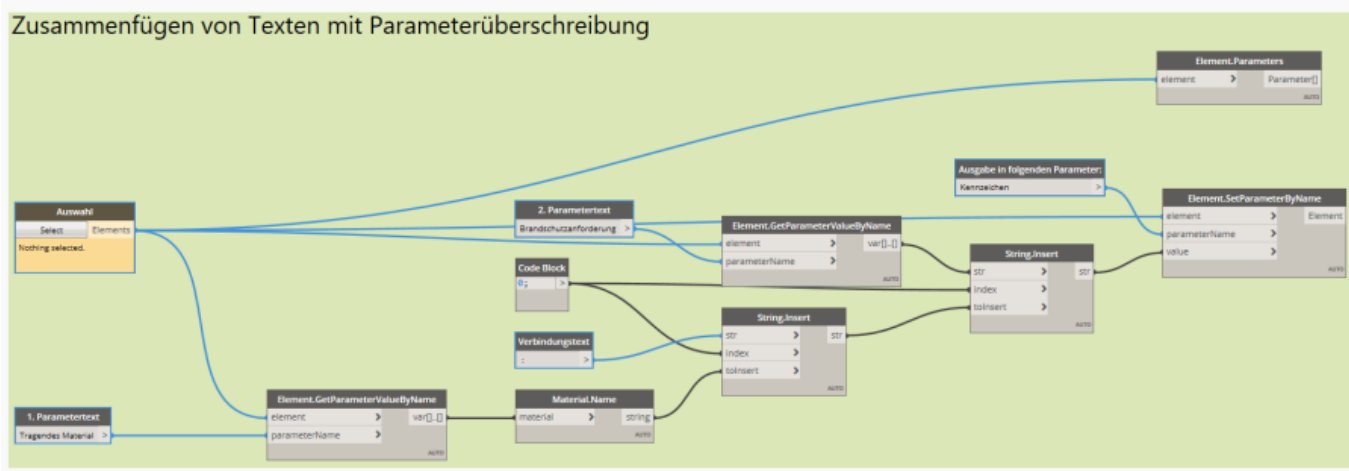 Zusammenfügen von Texten mit Parameterüberschreibung
Element.Parameters
element > Parameter[]
AUTO
Ausgabe in folgenden Parameter:
Kennzeichen >
Auswahl
Select Elements
Nothing selected.
2. Parametertext
Brandschutzanforderung >
Element.GetParameterValueByName
element > var[]..[]
parameterName >
AUTO
Element.SetParameterByName
element > Element
parameterName >
value >
AUTO
Code Block
0; >
String.Insert
str > str
index >
toInsert >
AUTO
Verbindungstext
: >
String.Insert
str > str
index >
toInsert >
AUTO
1. Parametertext
Tragendes Material >
Element.GetParameterValueByName
element > var[]..[]
parameterName >
AUTO
Material.Name
material > string
AUTO